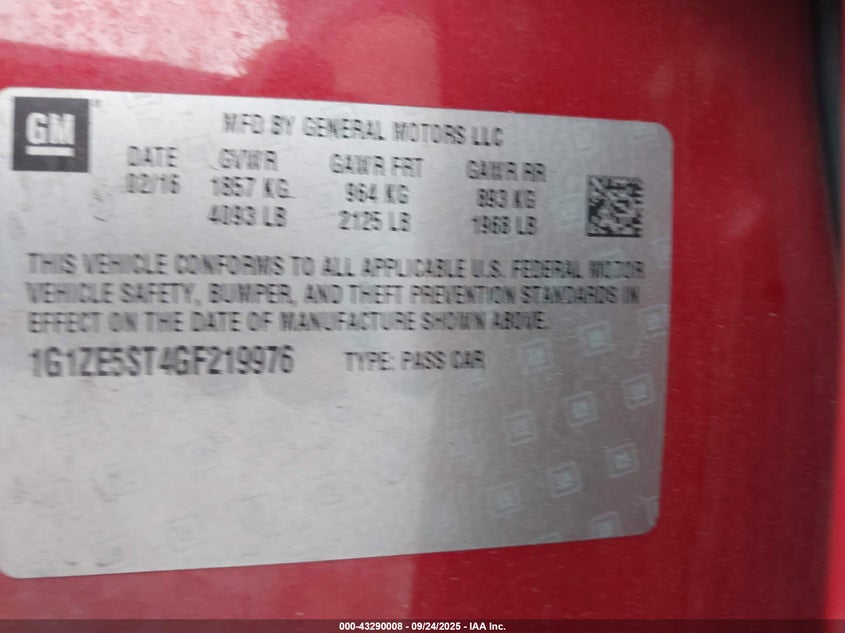 GM
MFD BY GENERAL MOTORS LLC
DATE GVWR GAWR FRT GAWR RR
02/16 1857 KG 964 KG 893 KG
4093 LB 2125 LB 1968 LB
THIS VEHICLE CONFORMS TO ALL APPLICABLE U.S. FEDERAL MOTOR
VEHICLE SAFETY, BUMPER, AND THEFT PREVENTION STANDARDS IN
EFFECT ON THE DATE OF MANUFACTURE SHOWN ABOVE.
1G1ZE5ST4GF219976 TYPE: PASS CAR
000-43290008 - 09/24/2025 - IAA Inc.